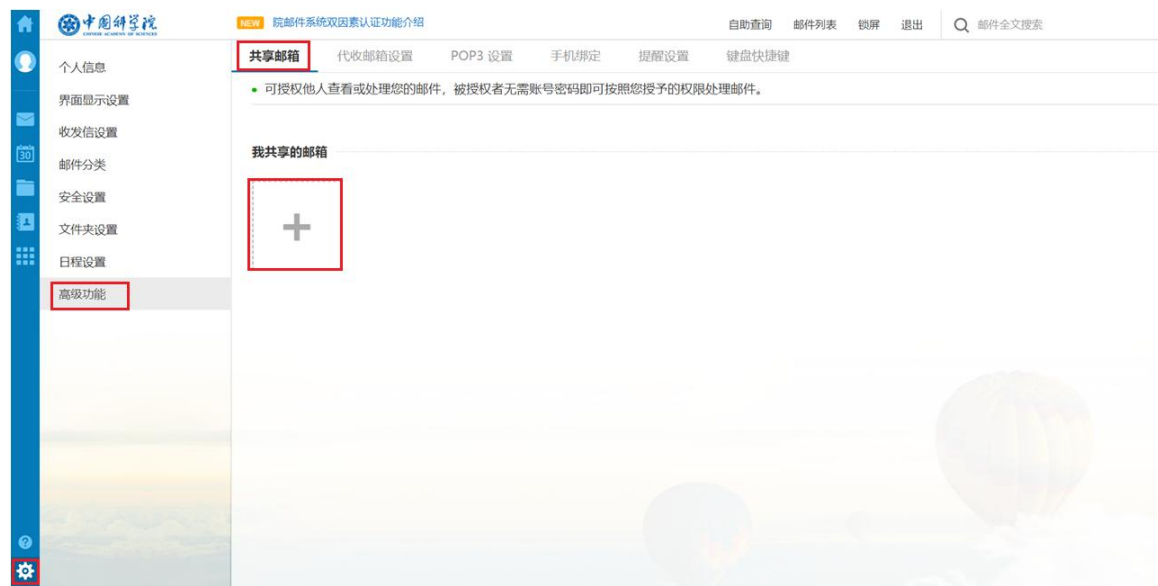 中国科学院
CHINESE ACADEMY OF SCIENCES
NEW 院邮件系统双因素认证功能介绍
自助查询 邮件列表 锁屏 退出 邮件全文搜索
个人信息
界面显示设置
收发信设置
邮件分类
安全设置
文件夹设置
日程设置
高级功能
共享邮箱 代收邮箱设置 POP3 设置 手机绑定 提醒设置 键盘快捷键
可授权他人查看或处理您的邮件，被授权者无需账号密码即可按照您授予的权限处理邮件。
我共享的邮箱
30
?